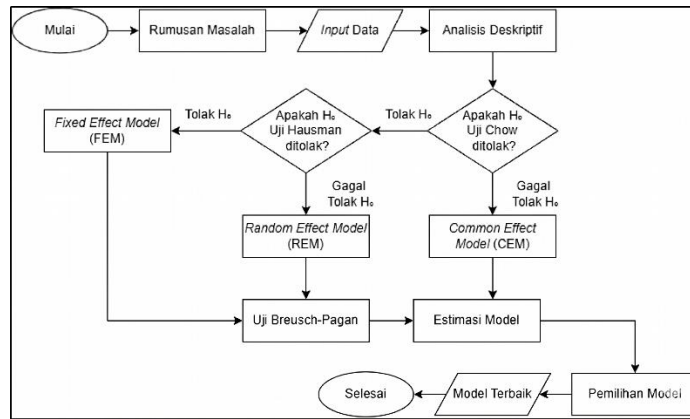 Mulai
Rumusan Masalah
Input Data
Analisis Deskriptif
Apakah H₀
Uji Chow
ditolak?
Tolak H₀
Apakah H₀
Uji Hausman
ditolak?
Tolak H₀
Fixed Effect Model
(FEM)
Gagal
Tolak H₀
Gagal
Tolak H₀
Random Effect Model
(REM)
Common Effect
Model (CEM)
Uji Breusch-Pagan
Estimasi Model
Pemilihan Model
Model Terbaik
Selesai